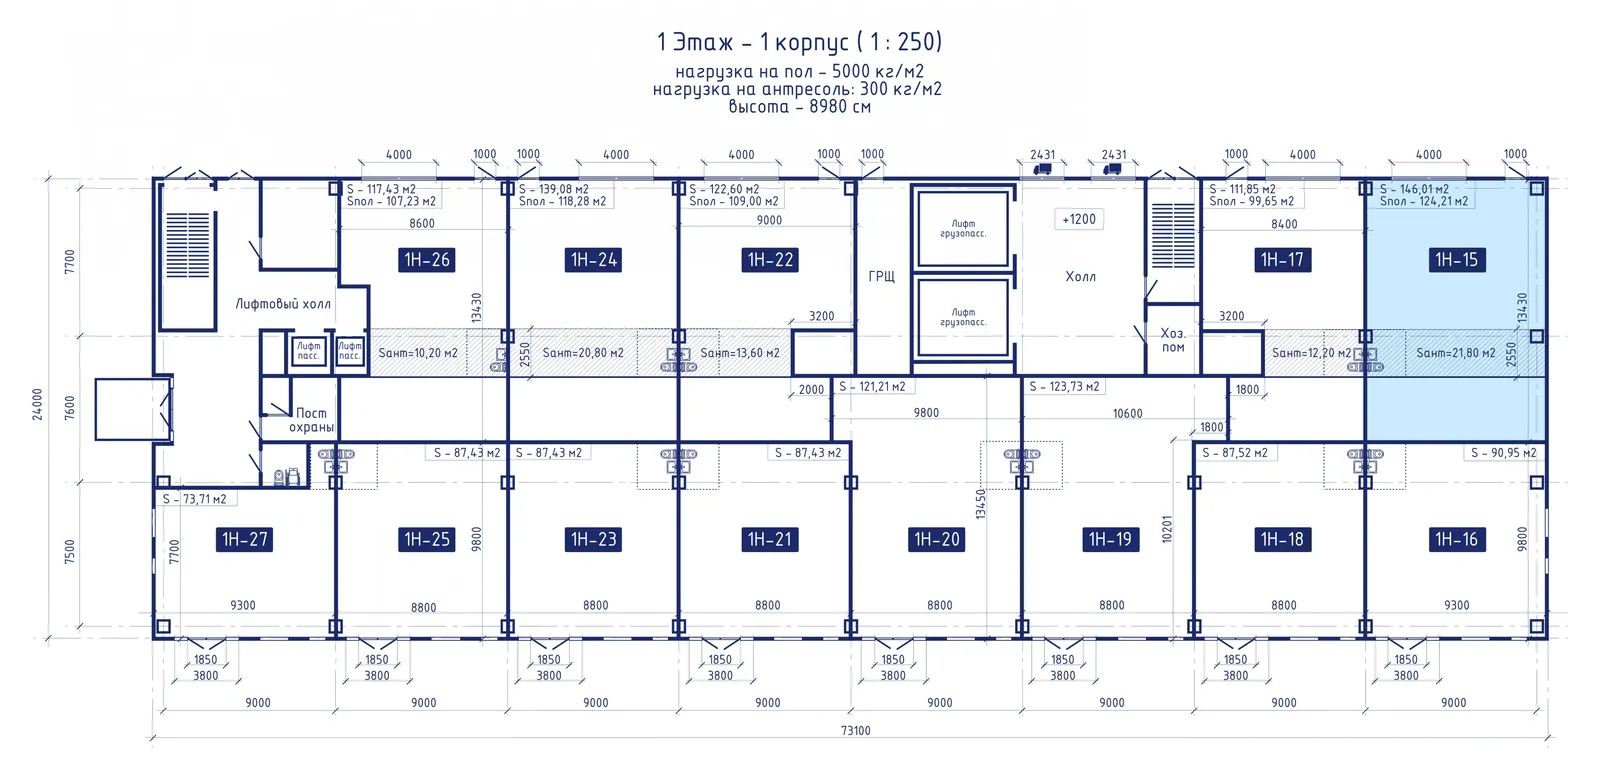 1 Этаж - 1 корпус ( 1 : 250)
нагрузка на пол - 5000 кг/м2
нагрузка на антресоль: 300 кг/м2
высота - 8980 см
4000 1000 1000 4000 4000 1000 1000 2431 2431 1000 4000 4000 1000
S - 117,43 м2
Sпол - 107,23 м2
S - 139,08 м2
Sпол - 118,28 м2
S - 122,60 м2
Sпол - 109,00 м2
S - 111,85 м2
Sпол - 99,65 м2
S - 146,01 м2
Sпол - 124,21 м2
8600 9000 8400
+1200
Лифт
грузопасс.
1Н-26 1Н-24 1Н-22 1Н-17 1Н-15
ГРЩ
Холл
7700
Лифтовый холл
13430
13430
3200
3200
Лифт
грузопасс.
Хоз.
пом
Лифт
пасс.
Лифт
пасс.
Sант=10,20 м2
2550
Sант=20,80 м2
Sант=13,60 м2
Sант=12,20 м2
Sант=21,80 м2
2550
24000
7600
2000
S - 121,21 м2
S - 123,73 м2
1800
Пост
охраны
9800
10600
1800
S - 87,43 м2
S - 87,43 м2
S - 87,43 м2
S - 87,52 м2
S - 90,95 м2
S - 73,71 м2
13450
10201
7500
7700
9800
9800
1Н-27 1Н-25 1Н-23 1Н-21 1Н-20 1Н-19 1Н-18 1Н-16
9300 8800 8800 8800 8800 8800 8800 9300
1850 1850 1850 1850 1850 1850 1850 1850
3800 3800 3800 3800 3800 3800 3800 3800
9000 9000 9000 9000 9000 9000 9000 9000
73100